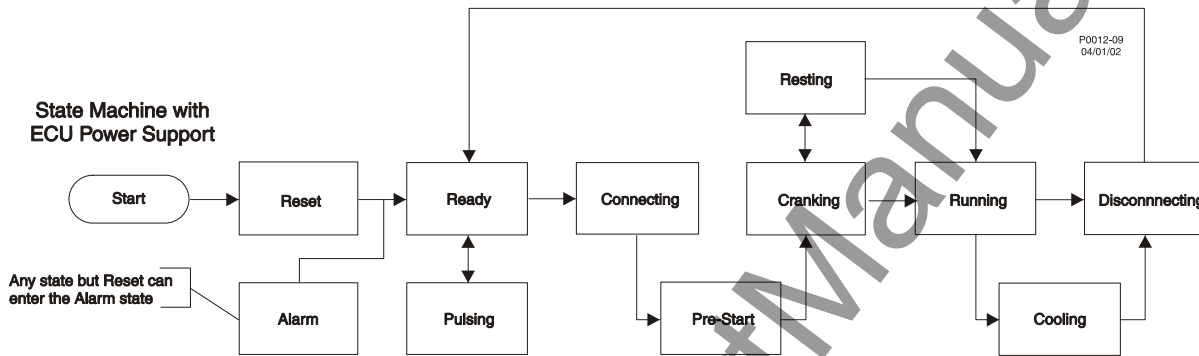 P0012-09
04/01/02
Resting
State Machine with
ECU Power Support
Start
Reset
Ready
Connecting
Cranking
Running
Disconnnecting
Any state but Reset can
enter the Alarm state
Alarm
Pulsing
Pre-Start
Cooling
tManua